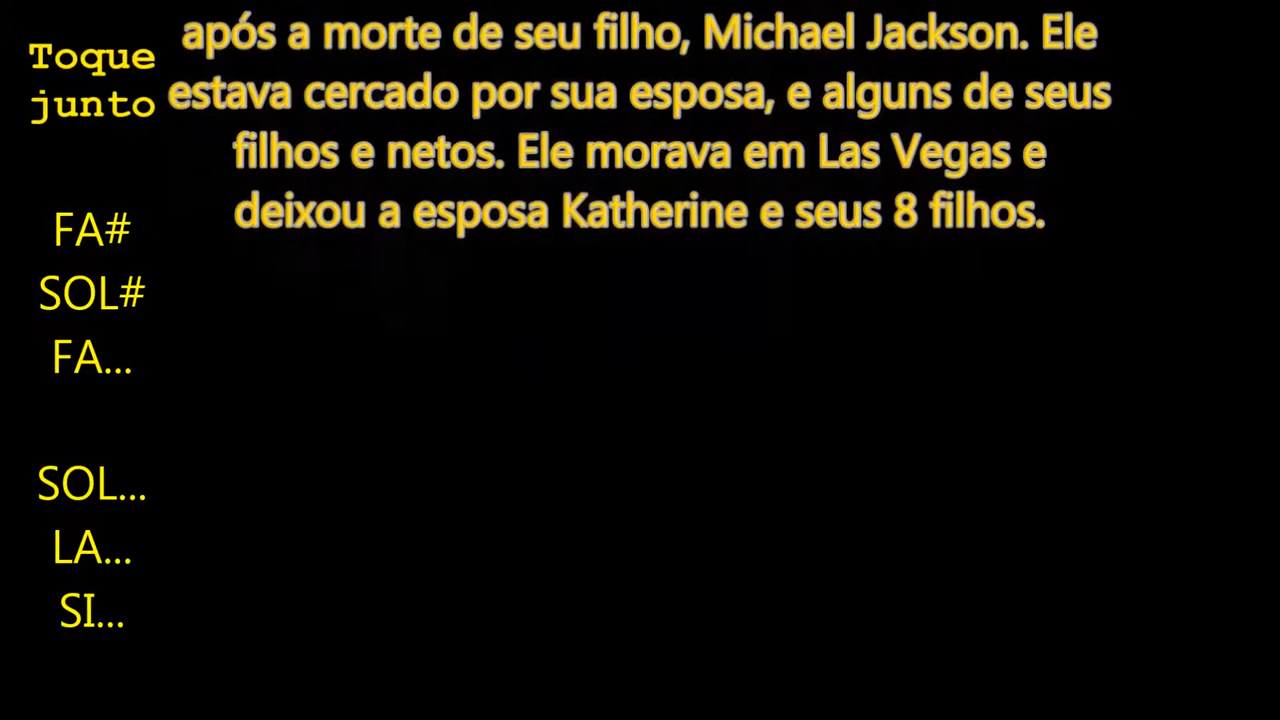 Toque
junto
FA#
SOL#
FA...
SOL...
LA...
SI...
após a morte de seu filho, Michael Jackson. Ele
estava cercado por sua esposa, e alguns de seus
filhos e netos. Ele morava em Las Vegas e
deixou a esposa Katherine e seus 8 filhos.